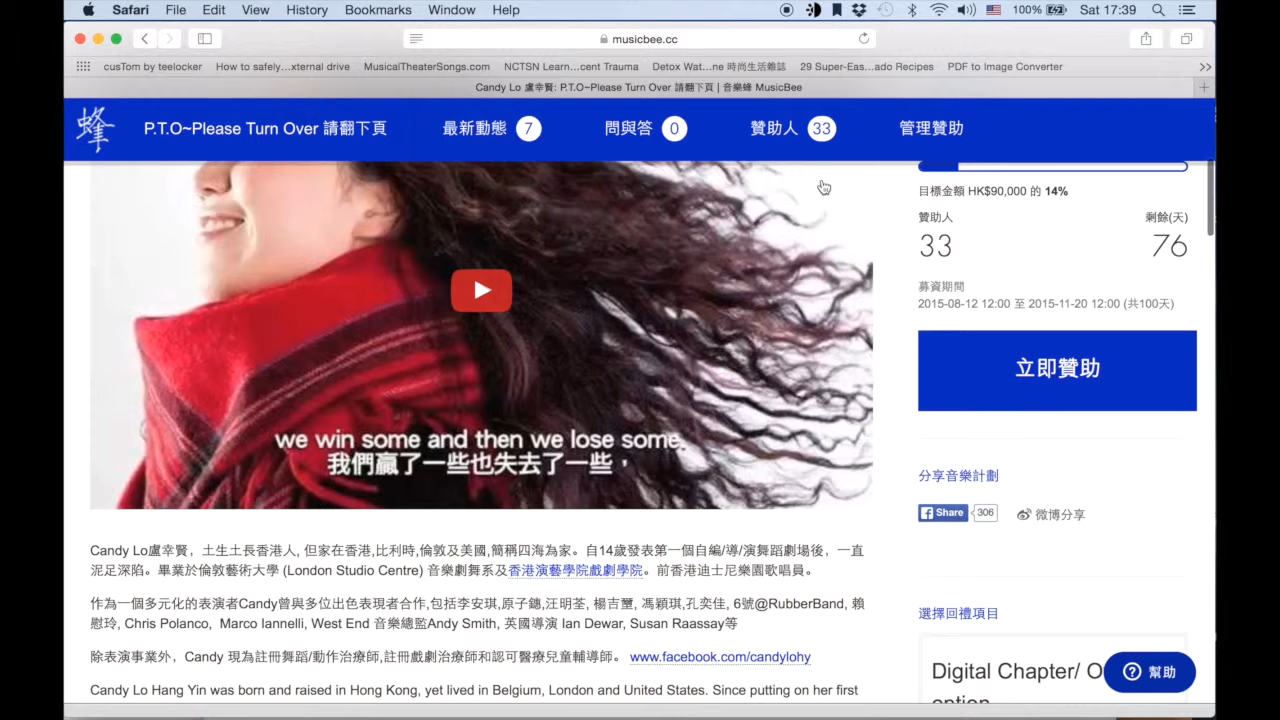 Safari File Edit View History Bookmarks Window Help 100% Sat 17:39
musicbee.cc
cusTom by teelocker How to safely...xternal drive MusicalTheaterSongs.com NCTSN Learn...cent Trauma Detox Wat...ne 時尚生活雜誌 29 Super-Eas...ado Recipes PDF to Image Converter
Candy Lo 盧幸賢: P.T.O~Please Turn Over 請翻下頁 | 音樂蜂 MusicBee
蜂 P.T.O~Please Turn Over 請翻下頁 最新動態 7 問與答 0 贊助人 33 管理贊助
we win some and then we lose some,
我們贏了一些也失去了一些，
Candy Lo盧幸賢，土生土長香港人, 但家在香港,比利時,倫敦及美國,簡稱四海為家。自14歲發表第一個自編/導/演舞蹈劇場後，一直
泥足深陷。畢業於倫敦藝術大學 (London Studio Centre) 音樂劇舞系及香港演藝學院戲劇學院。前香港迪士尼樂園歌唱員。
作為一個多元化的表演者Candy曾與多位出色表現者合作,包括李安琪,原子鏸,汪明荃, 楊吉璽, 馮穎琪,孔奕佳, 6號@RubberBand, 賴
慰玲, Chris Polanco, Marco Iannelli, West End 音樂總監Andy Smith, 英國導演 Ian Dewar, Susan Raassay等
除表演事業外，Candy 現為註冊舞蹈/動作治療師,註冊戲劇治療師和認可醫療兒童輔導師。 www.facebook.com/candylohy
Candy Lo Hang Yin was born and raised in Hong Kong, yet lived in Belgium, London and United States. Since putting on her first
目標金額 HK$90,000 的 14%
贊助人 剩餘(天)
33 76
募資期間
2015-08-12 12:00 至 2015-11-20 12:00 (共100天)
立即贊助
分享音樂計劃
Share 306 微博分享
選擇回禮項目
Digital Chapter/ O
option
幫助